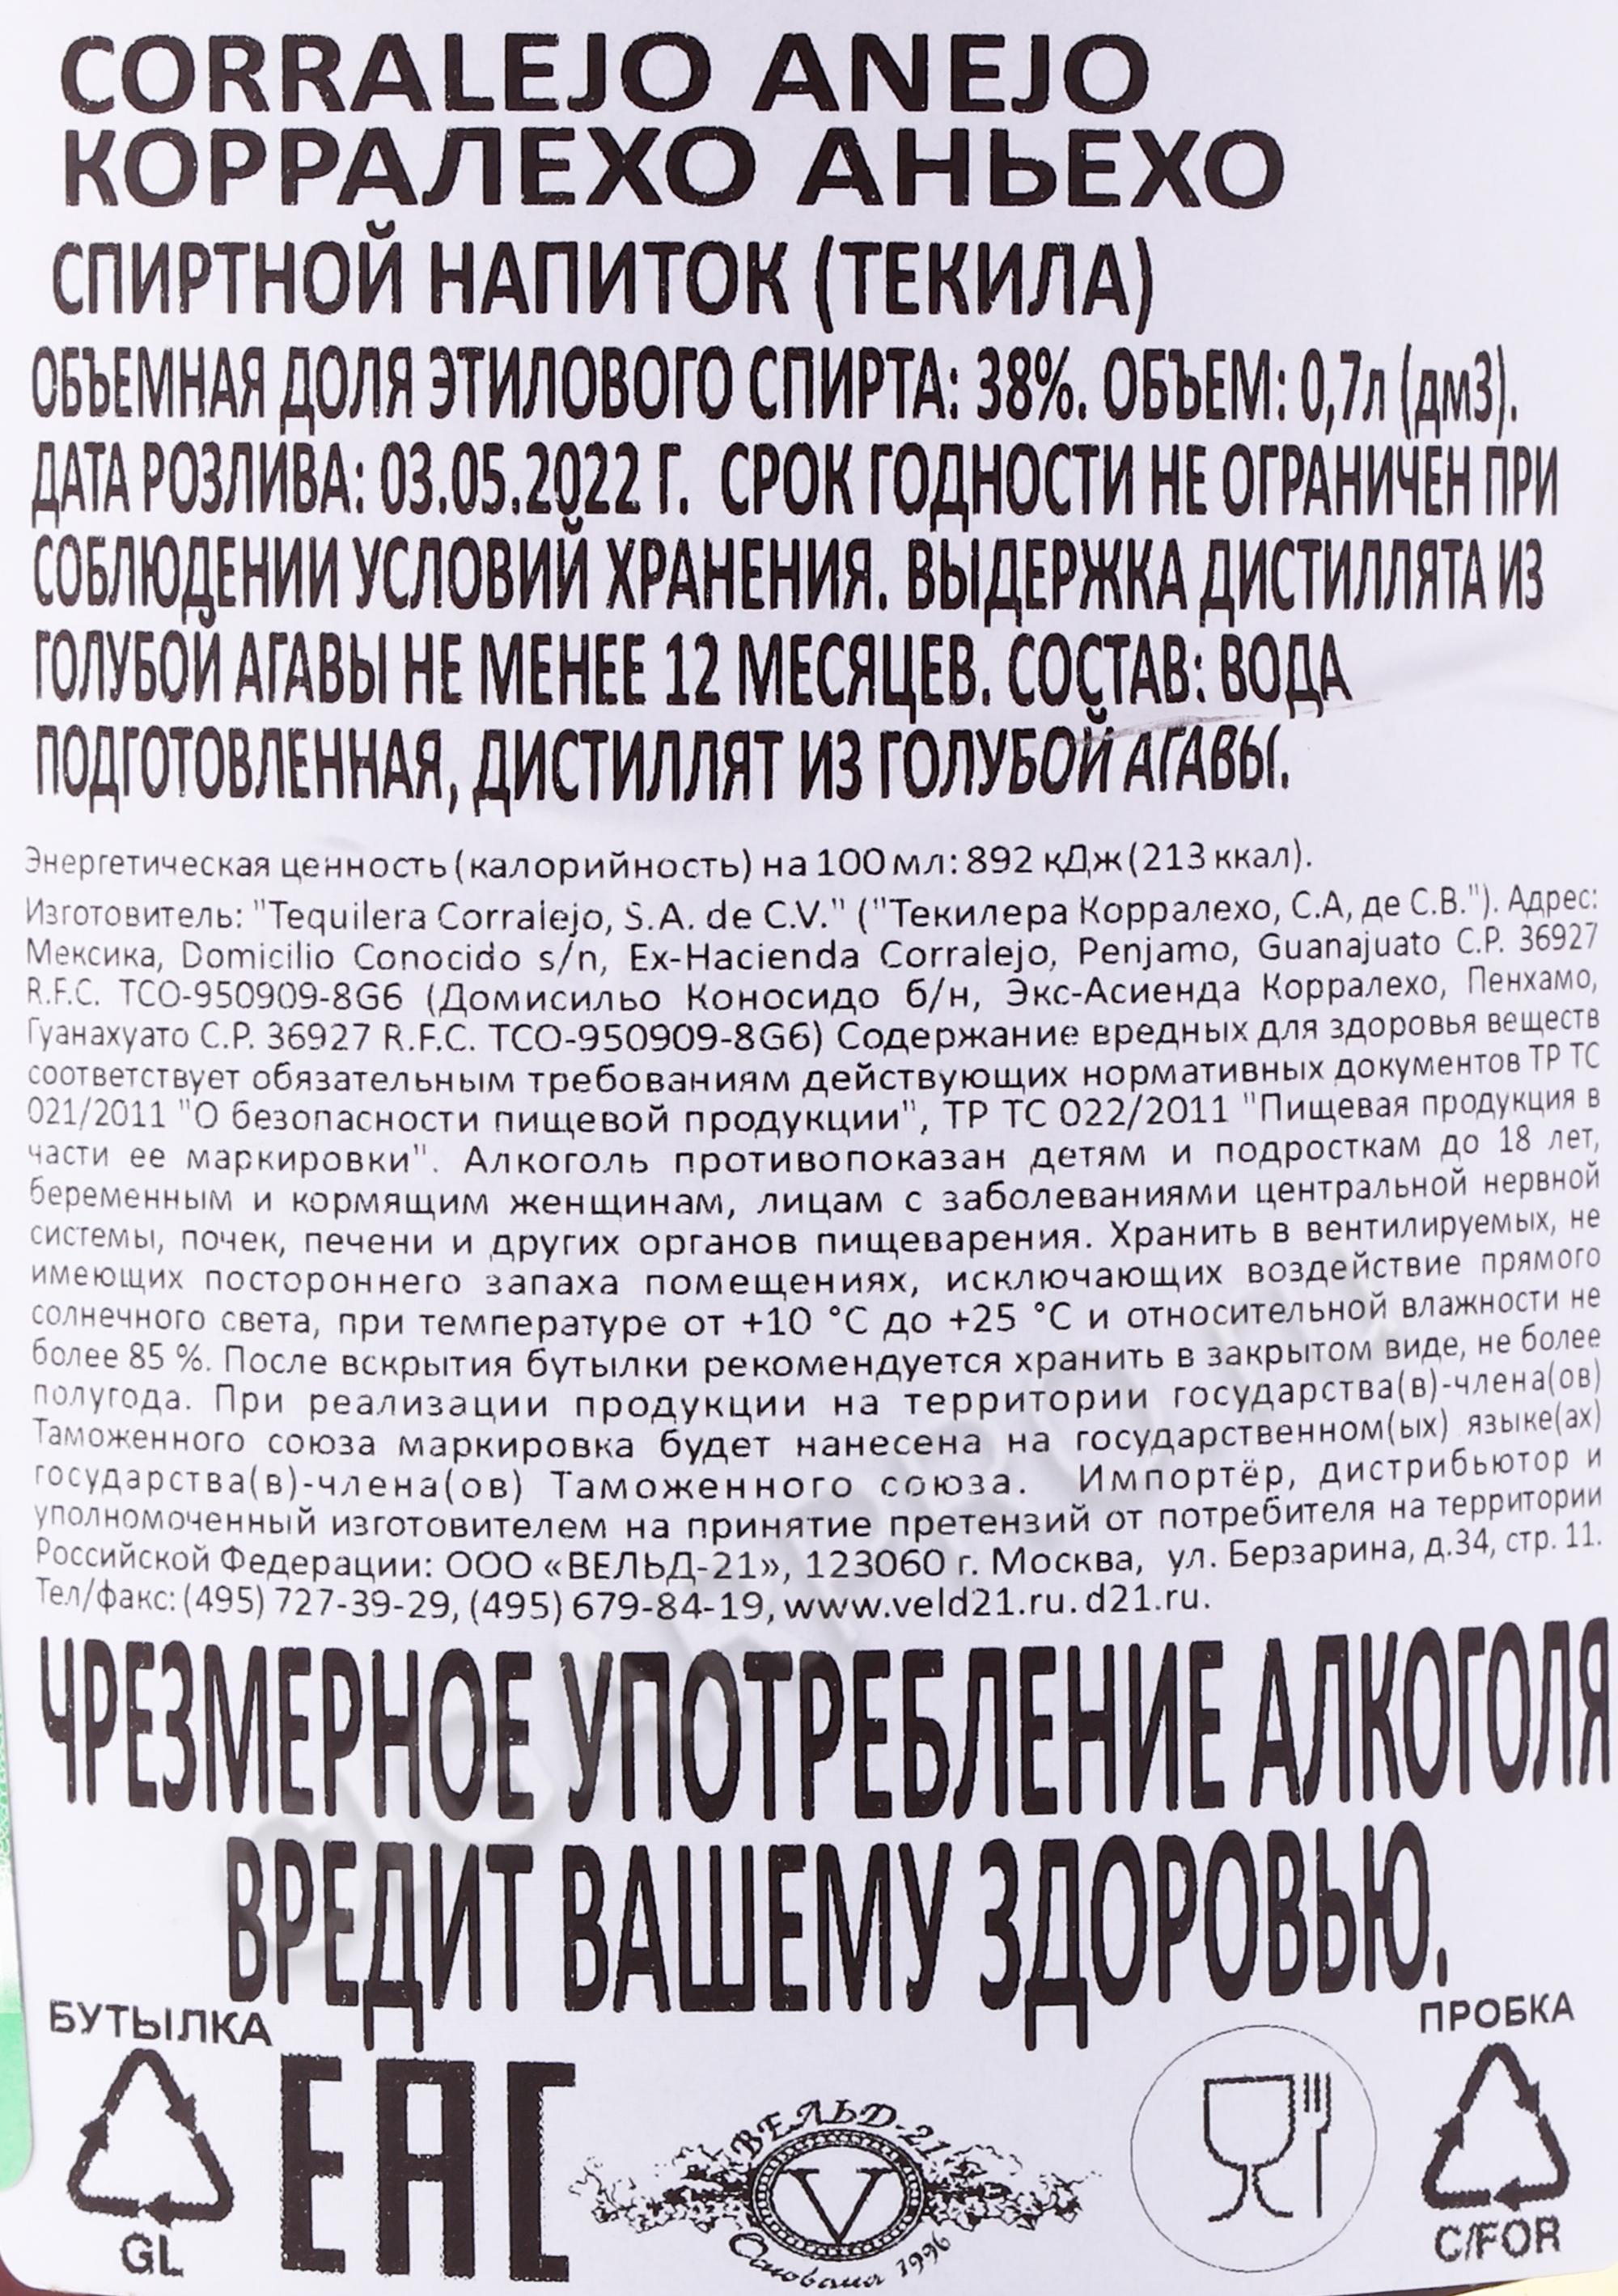 CORRALEJO ANEJO
КОРРАЛЕХО АНЬЕХО
СПИРТНОЙ НАПИТОК (ТЕКИЛА)
ОБЪЕМНАЯ ДОЛЯ ЭТИЛОВОГО СПИРТА: 38%. ОБЪЕМ: 0,7л (дм3).
ДАТА РОЗЛИВА: 03.05.2022 Г. СРОК ГОДНОСТИ НЕ ОГРАНИЧЕН ПРИ
СОБЛЮДЕНИИ УСЛОВИЙ ХРАНЕНИЯ. ВЫДЕРЖКА ДИСТИЛЛЯТА ИЗ
ГОЛУБОЙ АГАВЫ НЕ МЕНЕЕ 12 МЕСЯЦЕВ. СОСТАВ: ВОДА
ПОДГОТОВЛЕННАЯ, ДИСТИЛЛЯТ ИЗ ГОЛУБОЙ АГАВЫ.
Энергетическая ценность (калорийность) на 100 мл: 892 кДж (213 ккал).
Изготовитель: "Tequilera Corralejo, S.A. de C.V." ("Текилера Корралехо, С.А, де С.В."). Адрес:
Мексика, Domicilio Conocido s/n, Ex-Hacienda Corralejo, Penjamo, Guanajuato C.P. 36927
R.F.C. TCO-950909-8G6 (Домисильо Коносидо б/н, Экс-Асиенда Корралехо, Пенхамо,
Гуанахуато C.P. 36927 R.F.C. TCO-950909-8G6) Содержание вредных для здоровья веществ
соответствует обязательным требованиям действующих нормативных документов ТР ТС
021/2011 "О безопасности пищевой продукции", ТР ТС 022/2011 "Пищевая продукция в
части ее маркировки". Алкоголь противопоказан детям и подросткам до 18 лет,
беременным и кормящим женщинам, лицам с заболеваниями центральной нервной
системы, почек, печени и других органов пищеварения. Хранить в вентилируемых, не
имеющих постороннего запаха помещениях, исключающих воздействие прямого
солнечного света, при температуре от +10 °С до +25 °С и относительной влажности не
более 85 %. После вскрытия бутылки рекомендуется хранить в закрытом виде, не более
полугода. При реализации продукции на территории государства(в)-члена(ов)
Таможенного союза маркировка будет нанесена на государственном(ых) языке(ах)
государства(в)-члена(ов) Таможенного союза. Импортёр, дистрибьютор и
уполномоченный изготовителем на принятие претензий от потребителя на территории
Российской Федерации: ООО «ВЕЛЬД-21», 123060 г. Москва, ул. Берзарина, д.34, стр. 11.
Тел/факс: (495) 727-39-29, (495) 679-84-19, www.veld21.ru. d21.ru.
ЧРЕЗМЕРНОЕ УПОТРЕБЛЕНИЕ АЛКОГОЛЯ
ВРЕДИТ ВАШЕМУ ЗДОРОВЬЮ.
БУТЫЛКА
ПРОБКА
GL
EAC
ВЕЛЬД-21
V
Основана 1996
C/FOR